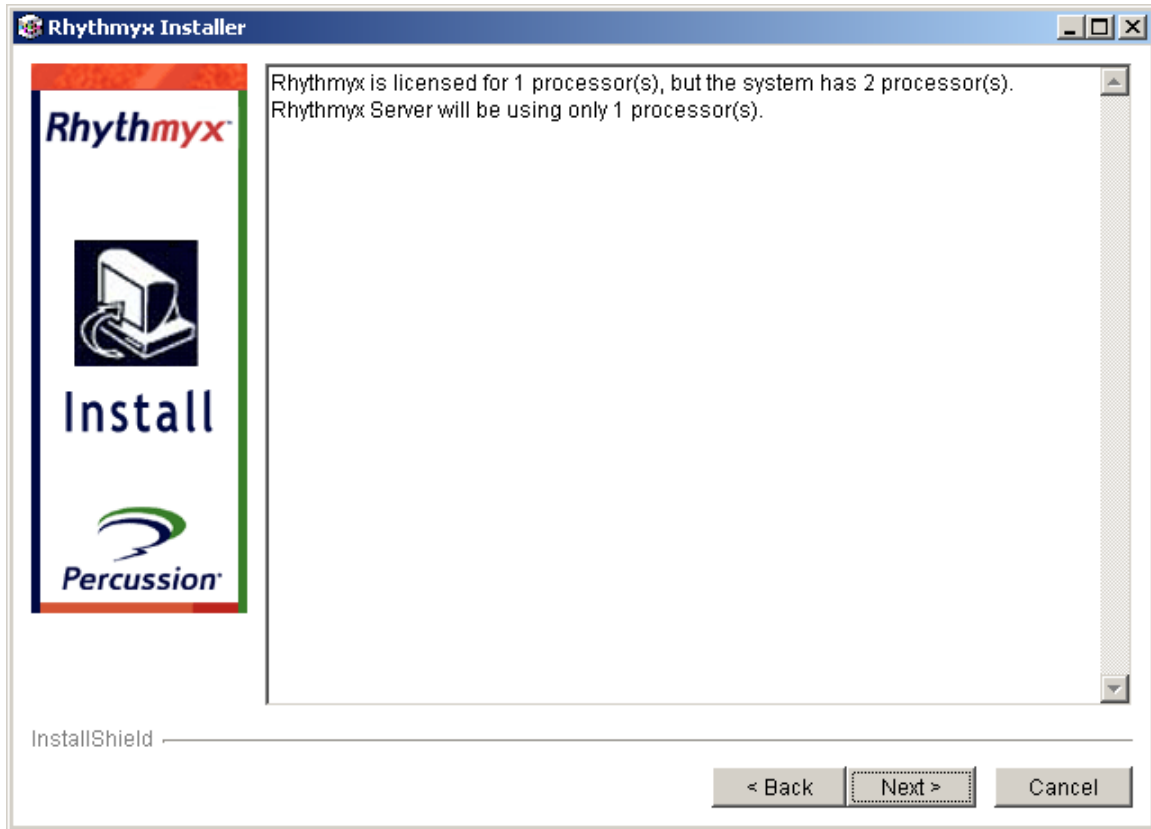 Rhythmyx Installer
Rhythmyx
Install
Percussion
Rhythmyx is licensed for 1 processor(s), but the system has 2 processor(s).
Rhythmyx Server will be using only 1 processor(s).
InstallShield
< Back
Next >
Cancel